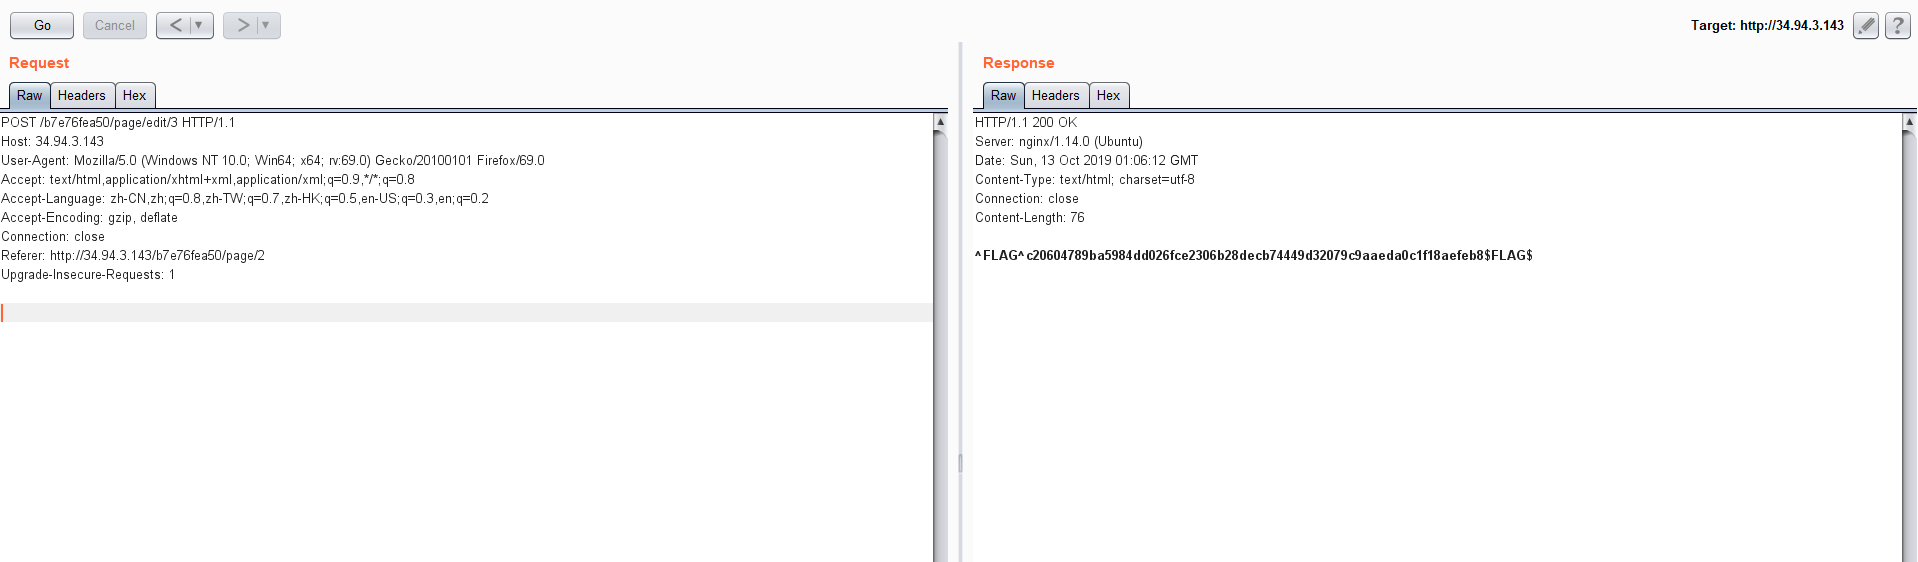 Go Cancel < ▼ > ▼ Target: http://34.94.3.143 ?
Request
Raw Headers Hex
POST /b7e76fea50/page/edit/3 HTTP/1.1
Host: 34.94.3.143
User-Agent: Mozilla/5.0 (Windows NT 10.0; Win64; x64; rv:69.0) Gecko/20100101 Firefox/69.0
Accept: text/html,application/xhtml+xml,application/xml;q=0.9,*/*;q=0.8
Accept-Language: zh-CN,zh;q=0.8,zh-TW;q=0.7,zh-HK;q=0.5,en-US;q=0.3,en;q=0.2
Accept-Encoding: gzip, deflate
Connection: close
Referer: http://34.94.3.143/b7e76fea50/page/2
Upgrade-Insecure-Requests: 1
Response
Raw Headers Hex
HTTP/1.1 200 OK
Server: nginx/1.14.0 (Ubuntu)
Date: Sun, 13 Oct 2019 01:06:12 GMT
Content-Type: text/html; charset=utf-8
Connection: close
Content-Length: 76
^FLAG^c20604789ba5984dd026fce2306b28decb74449d32079c9aaeda0c1f18aefeb8$FLAG$